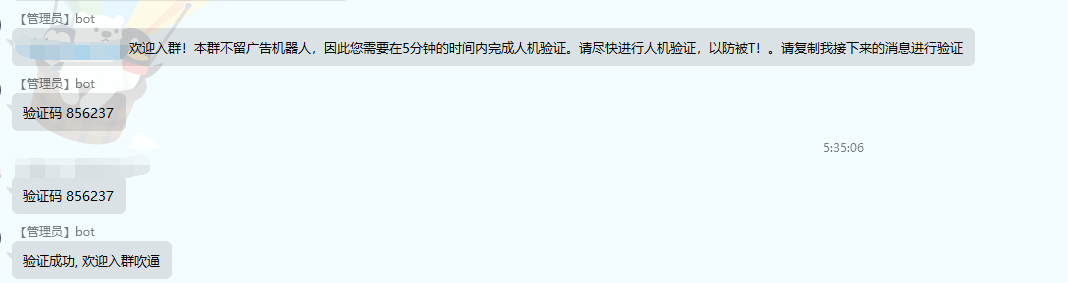 【管理员】bot
欢迎入群！本群不留广告机器人，因此您需要在5分钟的时间内完成人机验证。请尽快进行人机验证，以防被T！。请复制我接下来的消息进行验证
【管理员】bot
验证码 856237
5:35:06
验证码 856237
【管理员】bot
验证成功, 欢迎入群吹逼